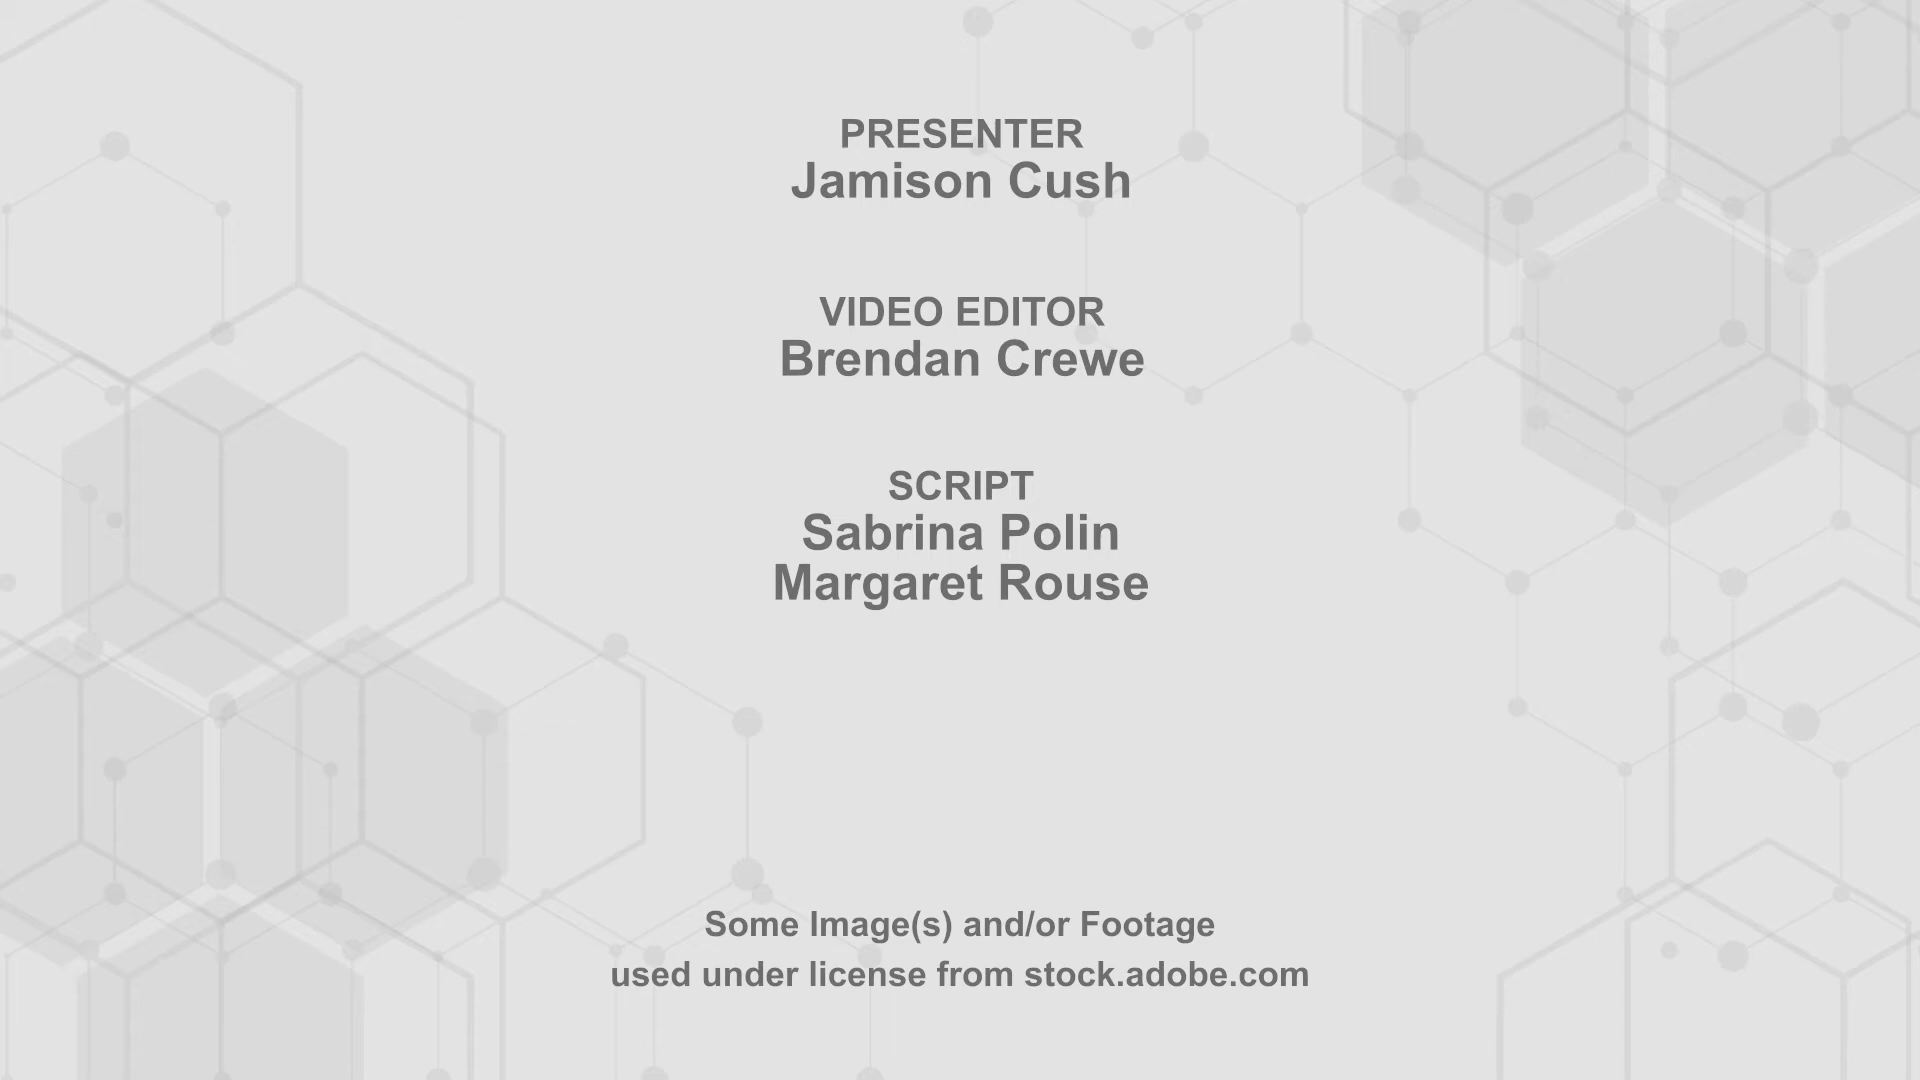 PRESENTER
Jamison Cush
VIDEO EDITOR
Brendan Crewe
SCRIPT
Sabrina Polin
Margaret Rouse
Some Image(s) and/or Footage
used under license from stock.adobe.com